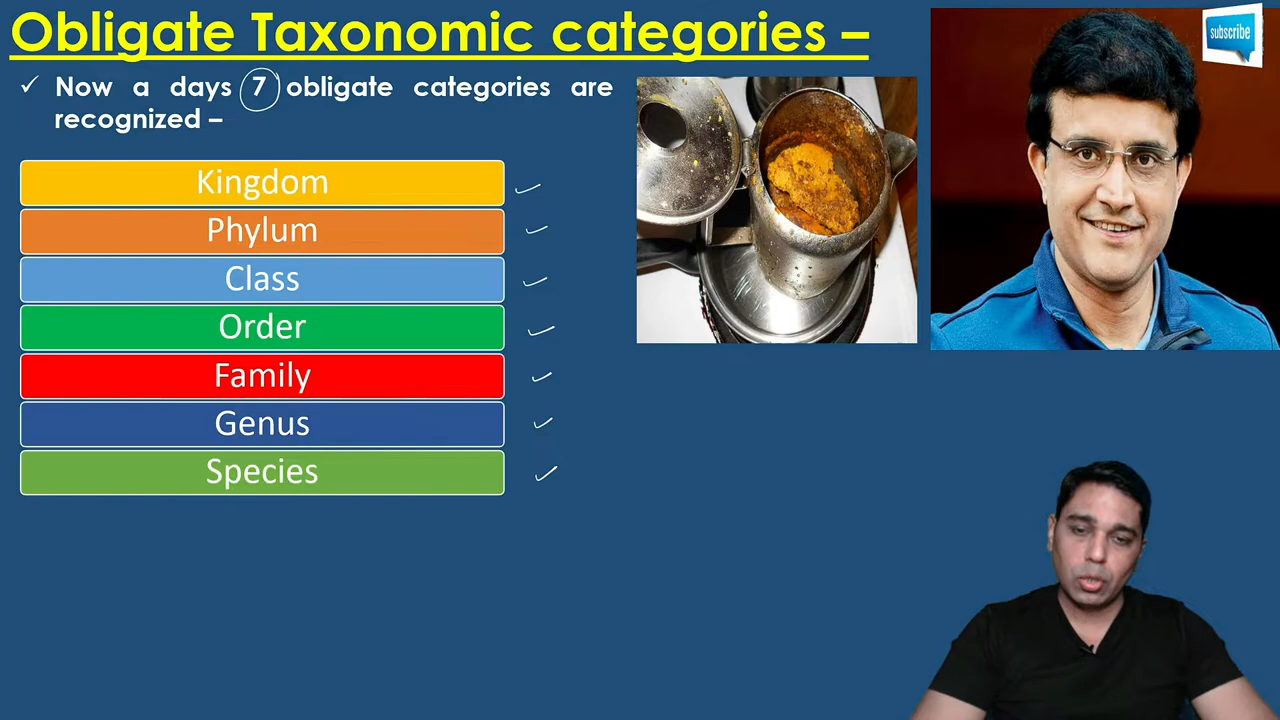 Obligate Taxonomic categories –
subscribe
✓ Now a days 7 obligate categories are
recognized –
Kingdom
Phylum
Class
Order
Family
Genus
Species